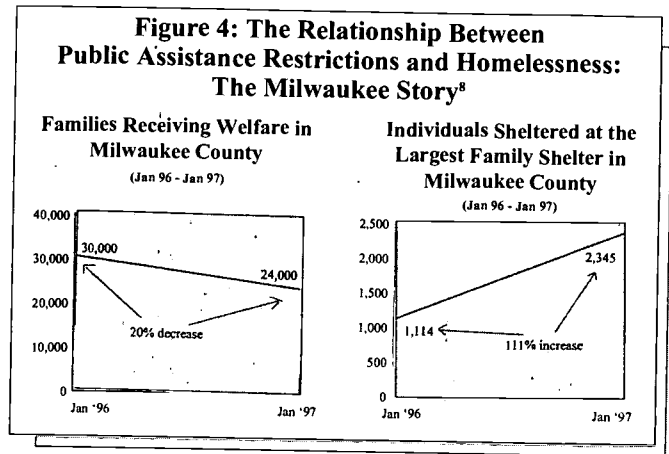 Figure 4: The Relationship Between
Public Assistance Restrictions and Homelessness:
The Milwaukee Story⁸
Families Receiving Welfare in
Milwaukee County
(Jan 96 - Jan 97)
40,000
30,000
20,000
10,000
0
30,000
24,000
20% decrease
Jan '96
Jan '97
Individuals Sheltered at the
Largest Family Shelter in
Milwaukee County
(Jan 96 - Jan 97)
2,500
2,000
1,500
1,000
500
0
2,345
1,114
111% increase
Jan '96
Jan '97